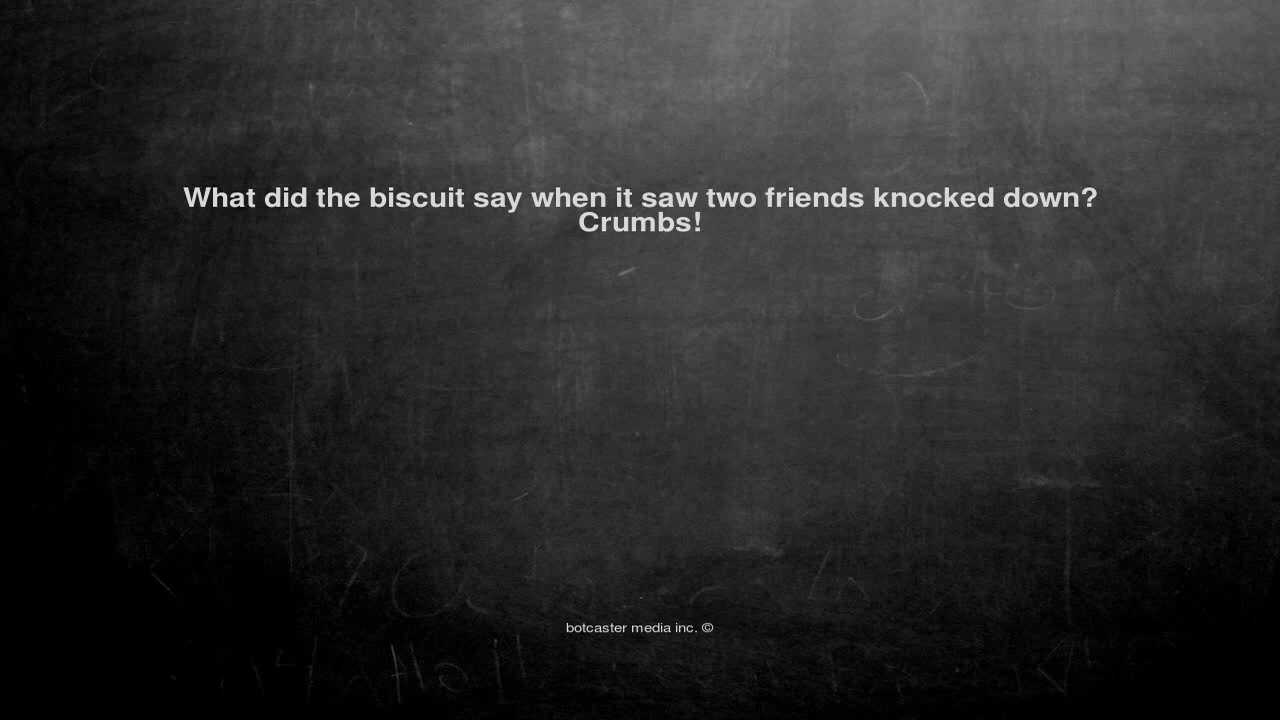 What did the biscuit say when it saw two friends knocked down?
Crumbs!
botcaster media inc. ©